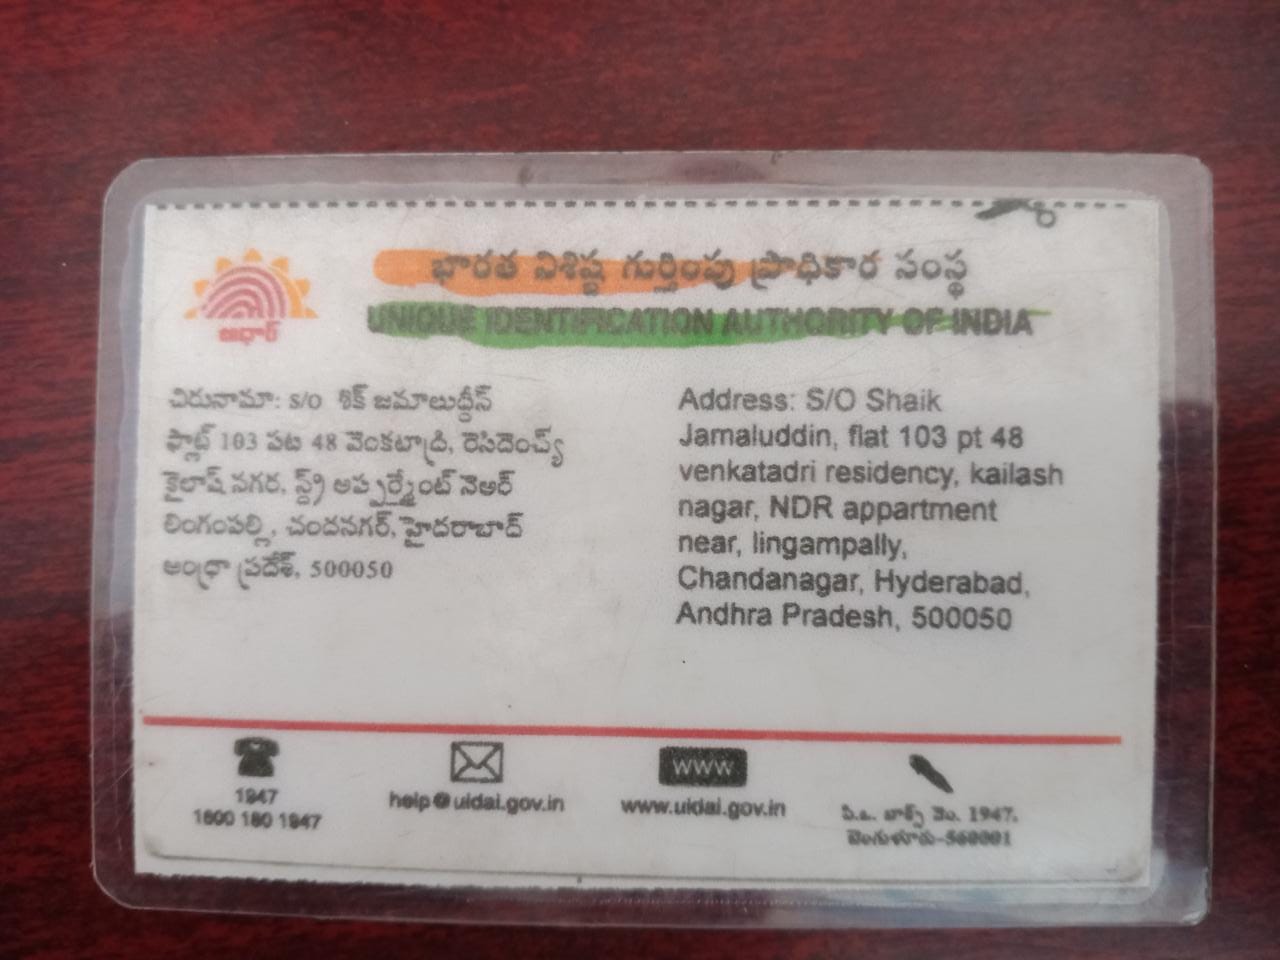 ఆధార్
భారత విశిష్ట గుర్తింపు ప్రాధికార సంస్థ
UNIQUE IDENTIFICATION AUTHORITY OF INDIA
చిరునామా: s/o శిక్ జమాలుద్దీన్
ఫ్లాట్ 103 పట 48 వెంకటాద్రి, రెసిదెంచ్య్
కైలాష్ నగర, అప్పర్మ్టెంట్ నెఆర్
లింగంపల్లి, చందనగర్, హైదరాబాద్
ఆంధ్రా ప్రదేశ్, 500050
Address: S/O Shaik
Jamaluddin, flat 103 pt 48
venkatadri residency, kailash
nagar, NDR appartment
near, lingampally,
Chandanagar, Hyderabad,
Andhra Pradesh, 500050
1947
1800 180 1947
help@uidai.gov.in
www
www.uidai.gov.in
పి.ఒ. బాక్స్ నెం. 1947,
బెంగుళూరు-560001